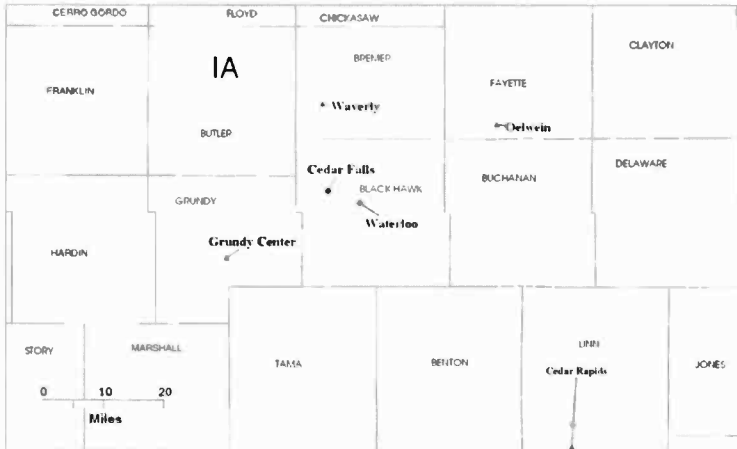 CERRO GORDO
FLOYD
CHICKASAW
IA
BREMER
CLAYTON
FRANKLIN
FAYETTE
Waverly
Oelwein
BUTLER
Cedar Falls
DELAWARE
BUCHANAN
BLACK HAWK
GRUNDY
Waterloo
Grundy Center
HARDIN
STORY
MARSHALL
TAMA
BENTON
LINN
JONES
Cedar Rapids
0 10 20
Miles